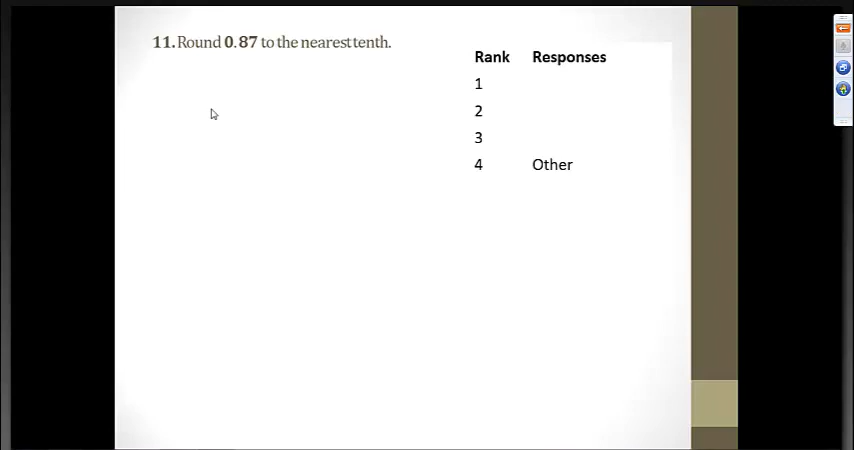 11. Round 0.87 to the nearest tenth.
Rank Responses
1
2
3
4 Other